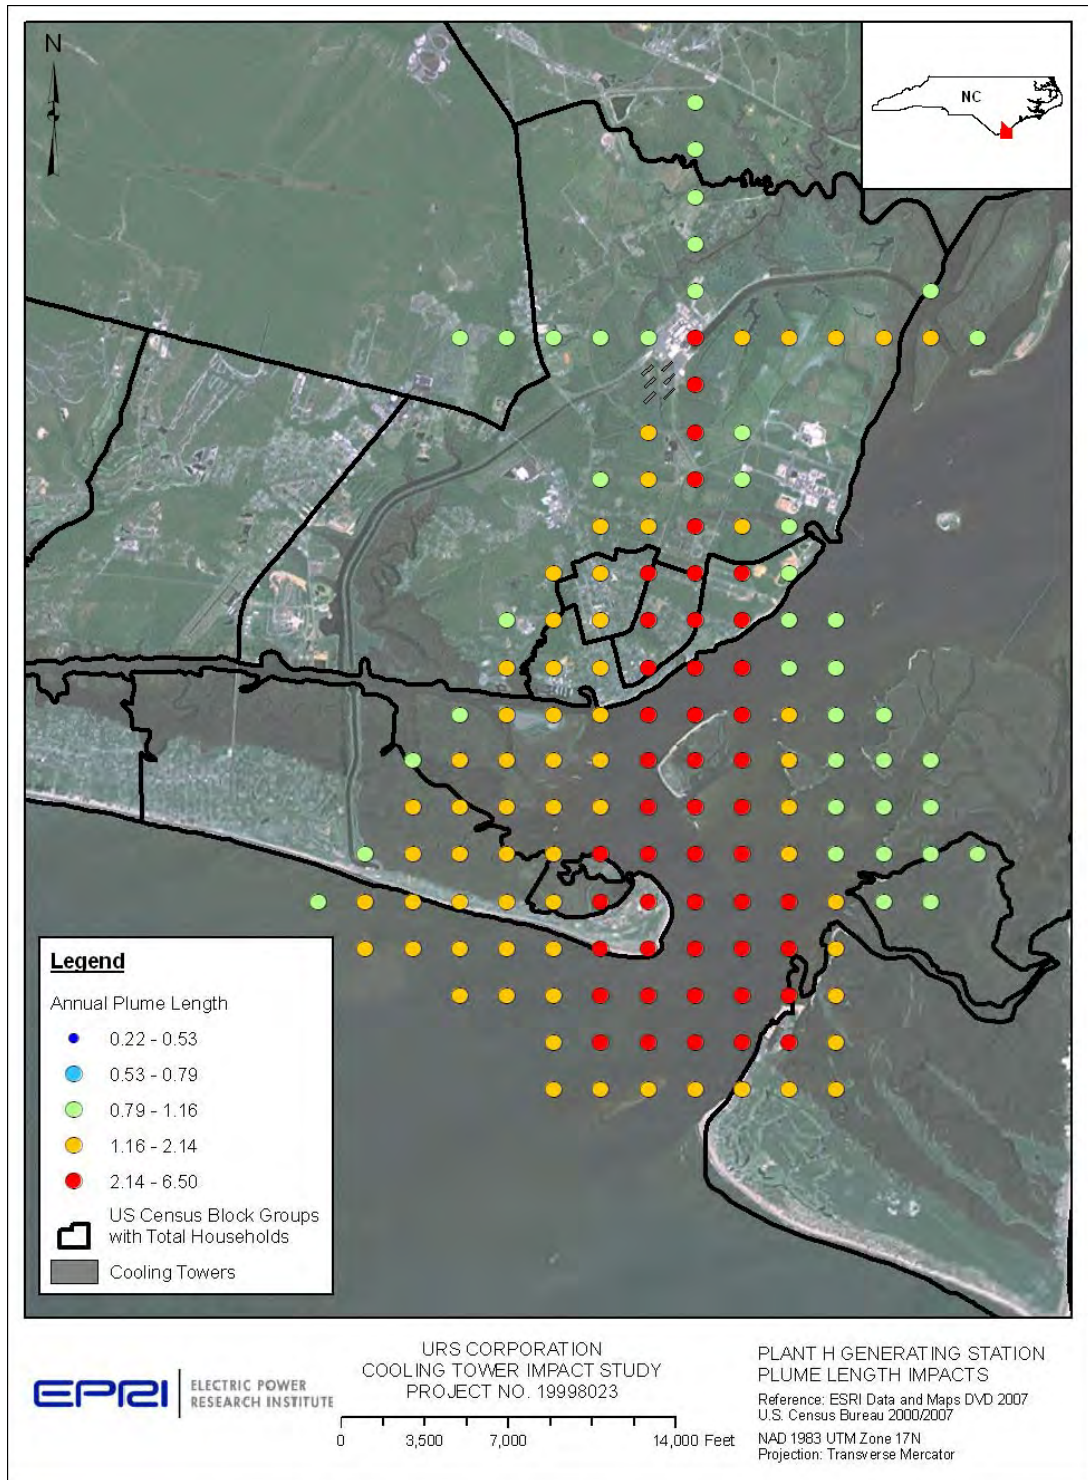 N
NC
Legend
Annual Plume Length
0.22 - 0.53
0.53 - 0.79
0.79 - 1.16
1.16 - 2.14
2.14 - 6.50
US Census Block Groups
with Total Households
Cooling Towers
EPRI
ELECTRIC POWER
RESEARCH INSTITUTE
URS CORPORATION
COOLING TOWER IMPACT STUDY
PROJECT NO. 19998023
0 3,500 7,000 14,000 Feet
PLANT H GENERATING STATION
PLUME LENGTH IMPACTS
Reference: ESRI Data and Maps DVD 2007
U.S. Census Bureau 2000/2007
NAD 1983 UTM Zone 17N
Projection: Transverse Mercator